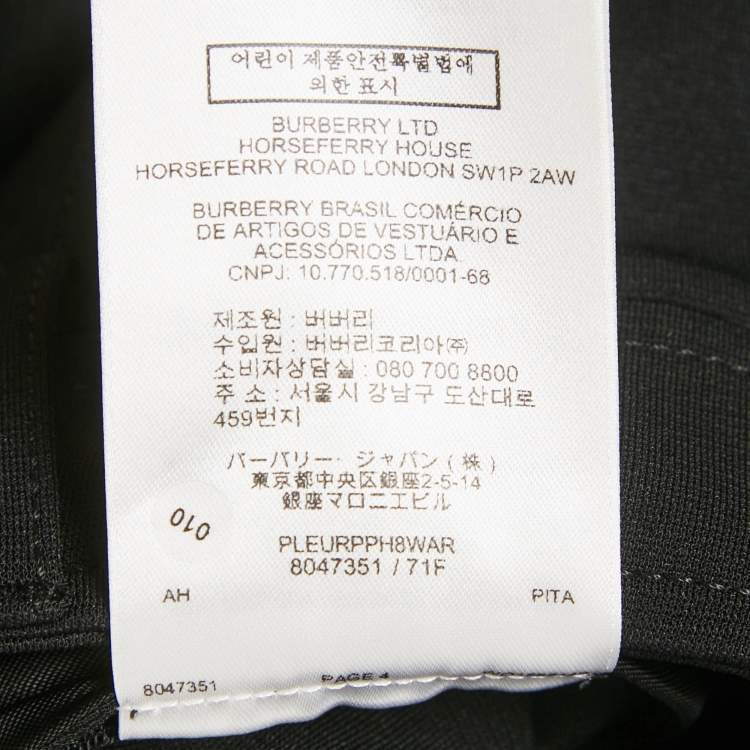 어린이 제품안전특별법에
의한 표시
BURBERRY LTD
HORSEFERRY HOUSE
HORSEFERRY ROAD LONDON SW1P 2AW
BURBERRY BRASIL COMÉRCIO
DE ARTIGOS DE VESTUÁRIO E
ACESSÓRIOS LTDA.
CNPJ: 10.770.518/0001-68
제조원 : 버버리
수입원 : 버버리코리아㈜
소비자상담실 : 080 700 8800
주 소 : 서울시 강남구 도산대로
459번지
バーバリー・ジャパン ( 株 )
東京都中央区銀座2-5-14
銀座マロニエビル
010
PLEURPPH8WAR
8047351 / 71F
AH PITA
8047351 PAGE 4